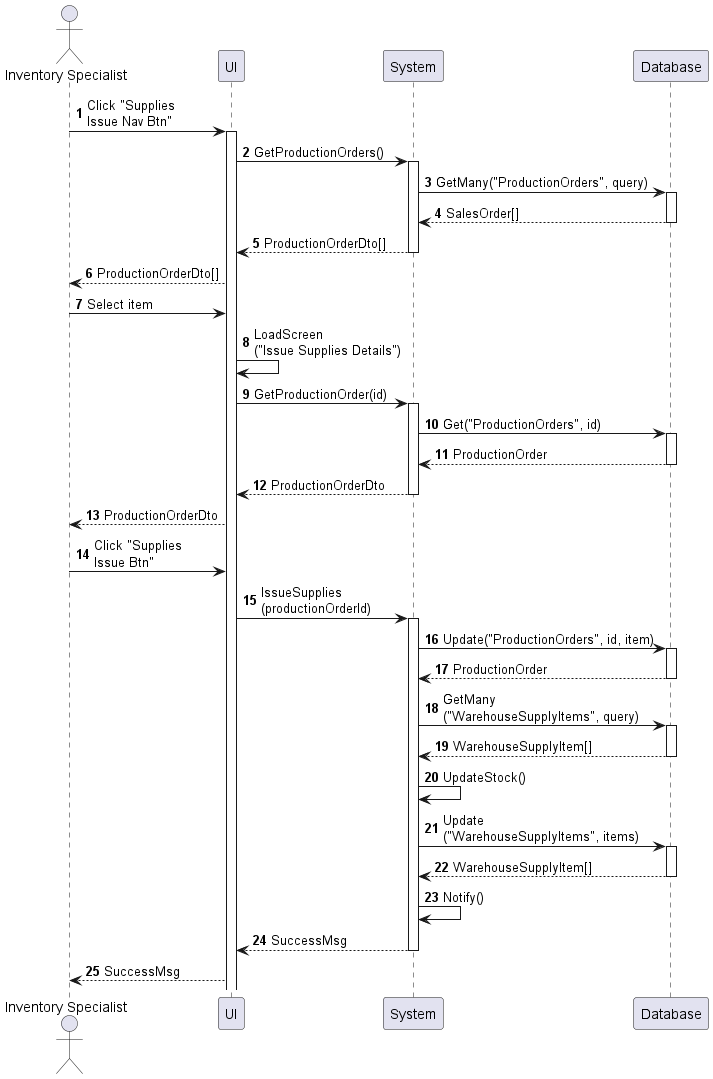 Inventory Specialist
UI
System
Database
1 Click "Supplies
Issue Nav Btn"
2 GetProductionOrders()
3 GetMany("ProductionOrders", query)
4 SalesOrder[]
5 ProductionOrderDto[]
6 ProductionOrderDto[]
7 Select item
8 LoadScreen
("Issue Supplies Details")
9 GetProductionOrder(id)
10 Get("ProductionOrders", id)
11 ProductionOrder
12 ProductionOrderDto
13 ProductionOrderDto
14 Click "Supplies
Issue Btn"
15 IssueSupplies
(productionOrderId)
16 Update("ProductionOrders", id, item)
17 ProductionOrder
18 GetMany
("WarehouseSupplyItems", query)
19 WarehouseSupplyItem[]
20 UpdateStock()
21 Update
("WarehouseSupplyItems", items)
22 WarehouseSupplyItem[]
23 Notify()
24 SuccessMsg
25 SuccessMsg
Inventory Specialist
UI
System
Database